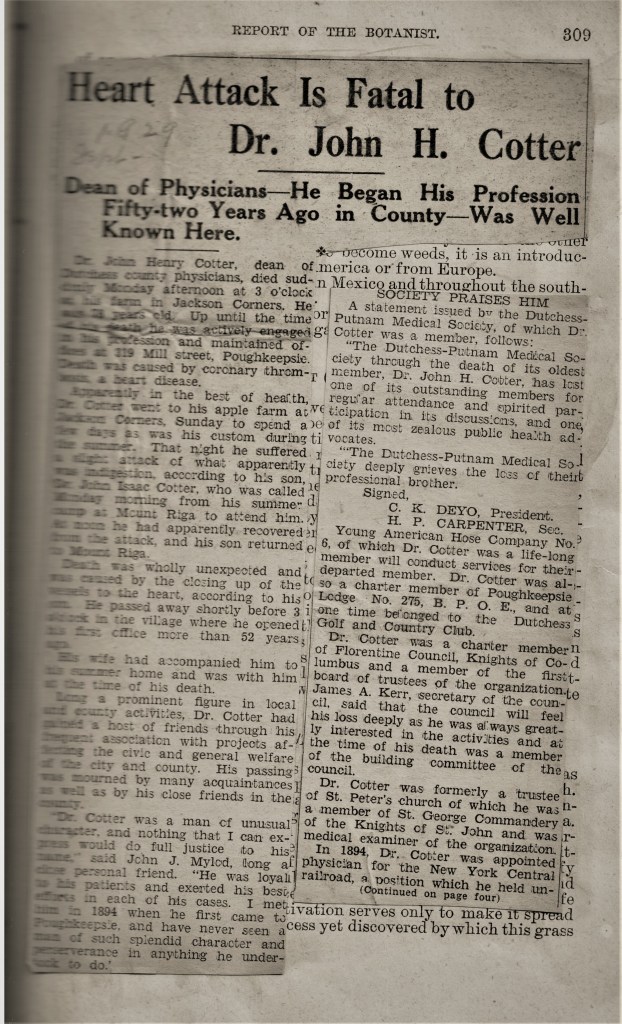 REPORT OF THE BOTANIST.
309
Heart Attack Is Fatal to
Dr. John H. Cotter
Dean of Physicians—He Began His Profession
Fifty-two Years Ago in County—Was Well
Known Here.
Dr. John Henry Cotter, dean of
Dutchess county physicians, died sud-
Monday afternoon at 3 o'clock
farm in Jackson Corners. He
Up until the time
death he was actively engaged
profession and maintained of-
at 319 Mill street, Poughkeepsie.
Death was caused by coronary throm-
a heart disease.
Apparently in the best of health,
Dr. Cotter went to his apple farm at
Jackson Corners, Sunday to spend a
few days as was his custom during
summer. That night he suffered
a slight attack of what apparently
was indigestion, according to his son,
Dr. John Isaac Cotter, who was called
morning from his summer
at Mount Riga to attend him.
he had apparently recovered
the attack, and his son returned
to Mount Riga.
Death was wholly unexpected and
was caused by the closing up of the
to the heart, according to his
He passed away shortly before 3
in the village where he opened
his first office more than 52 years
ago.
His wife had accompanied him to
his summer home and was with him
at the time of his death.
Long a prominent figure in local
and county activities, Dr. Cotter had
a host of friends through his
association with projects af-
the civic and general welfare
of the city and county. His passing
was mourned by many acquaintances
as well as by his close friends in the
county.
"Dr. Cotter was a man of unusual
character, and nothing that I can ex-
press would do full justice to his
name," said John J. Mylod, long a
close personal friend. "He was loyal
to his patients and exerted his best
efforts in each of his cases. I met
him in 1894 when he first came to
Poughkeepsie, and have never seen a
man of such splendid character and
perseverance in anything he under-
took to do.'
become weeds, it is an introduc-
merica or from Europe.
n Mexico and throughout the south-
SOCIETY PRAISES HIM
A statement issued by the Dutchess-
Putnam Medical Society, of which Dr.
Cotter was a member, follows:
"The Dutchess-Putnam Medical So-
ciety through the death of its oldest
member, Dr. John H. Cotter, has lost
one of its outstanding members for
regular attendance and spirited par-
ticipation in its discussions, and one
of its most zealous public health ad-
vocates.
"'The Dutchess-Putnam Medical So-
ciety deeply grieves the loss of their
professional brother.
Signed,
C. K. DEYO, President.
H. P. CARPENTER, Sec.
Young American Hose Company No.
6, of which Dr. Cotter was a life-long
member will conduct services for their
departed member. Dr. Cotter was al-
so a charter member of Poughkeepsie
Lodge No. 275, B. P. O. E., and at
one time belonged to the Dutchess
Golf and Country Club.
Dr. Cotter was a charter member
of Florentine Council, Knights of Co-
lumbus and a member of the first
board of trustees of the organization.
James A. Kerr, secretary of the coun-
cil, said that the council will feel
his loss deeply as he was always great-
ly interested in the activities and at
the time of his death was a member
of the building committee of the
council.
Dr. Cotter was formerly a trustee
of St. Peter's church of which he was
a member of St. George Commandery
of the Knights of St. John and was
medical examiner of the organization.
In 1894, Dr. Cotter was appointed
physician for the New York Central
railroad, a position which he held un-
(Continued on page four)
tivation serves only to make it spread
cess yet discovered by which this grass